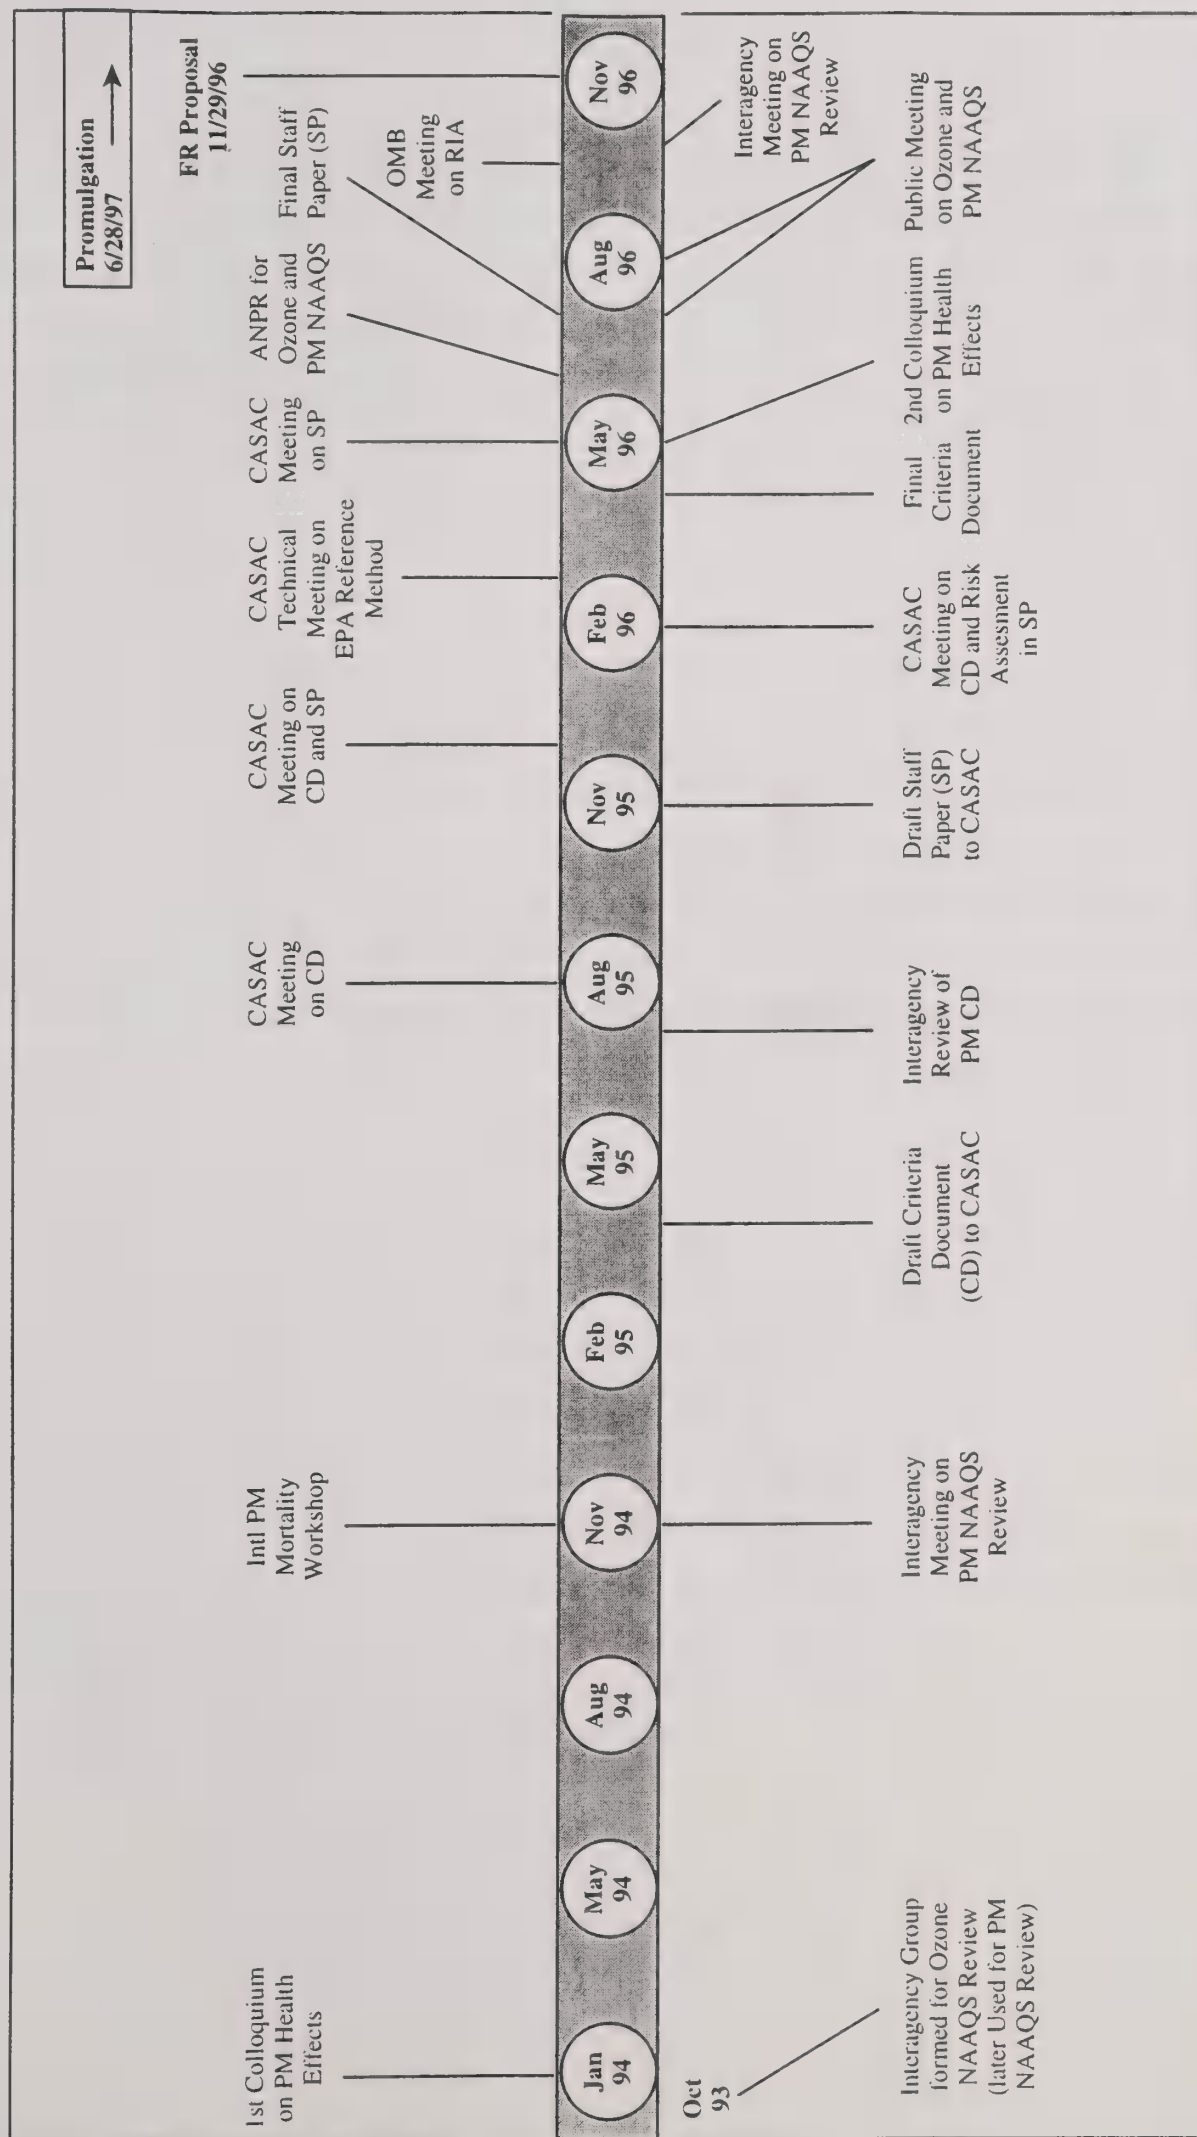 Promulgation
6/28/97
FR Proposal
11/29/96
1st Colloquium
on PM Health
Effects
Intl PM
Mortality
Workshop
CASAC
Meeting
on CD
CASAC
Meeting on
CD and SP
CASAC
Technical
Meeting on
EPA Reference
Method
CASAC
Meeting
on SP
ANPR for
Ozone and
PM NAAQS
Final Staff
Paper (SP)
OMB
Meeting
on RIA
Jan
94
May
94
Aug
94
Nov
94
Feb
95
May
95
Aug
95
Nov
95
Feb
96
May
96
Aug
96
Nov
96
Oct
93
Interagency Group
formed for Ozone
NAAQS Review
(later Used for PM
NAAQS Review)
Interagency
Meeting on
PM NAAQS
Review
Draft Criteria
Document
(CD) to CASAC
Interagency
Review of
PM CD
Draft Staff
Paper (SP)
to CASAC
CASAC
Meeting on
CD and Risk
Assesment
in SP
Final
Criteria
Document
2nd Colloquium
on PM Health
Effects
Public Meeting
on Ozone and
PM NAAQS
Interagency
Meeting on
PM NAAQS
Review